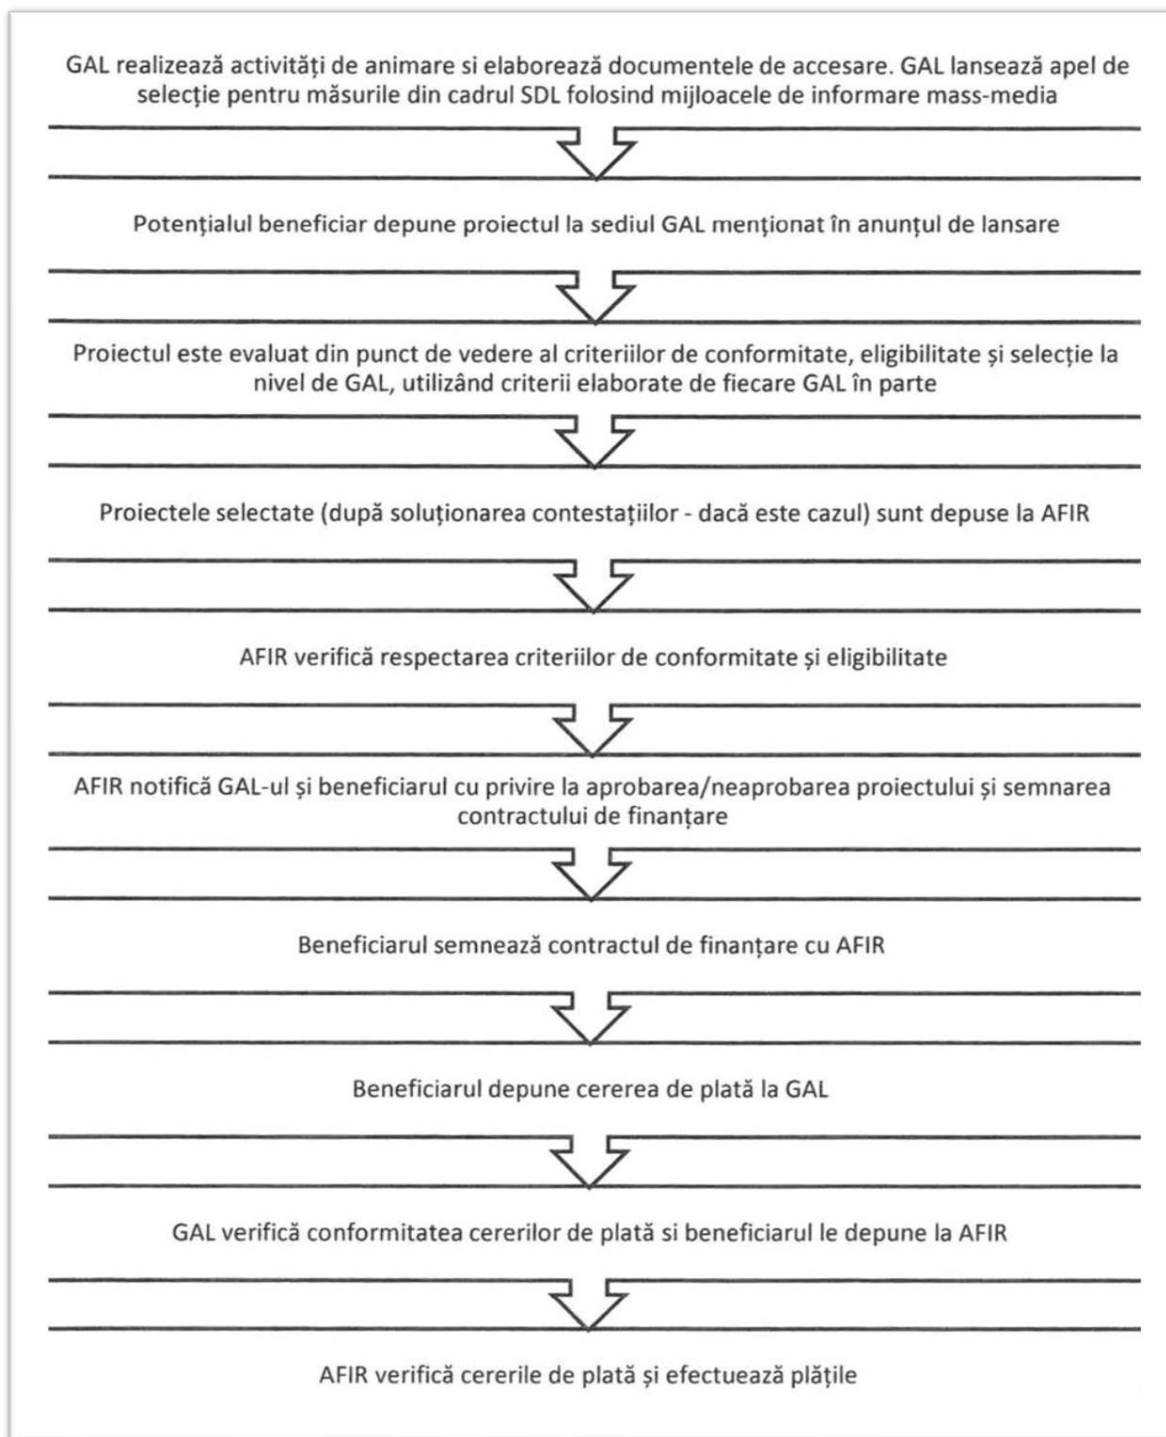 GAL realizează activități de animare si elaborează documentele de accesare. GAL lansează apel de
selecție pentru măsurile din cadrul SDL folosind mijloacele de informare mass-media
Potențialul beneficiar depune proiectul la sediul GAL menționat în anunțul de lansare
Proiectul este evaluat din punct de vedere al criteriilor de conformitate, eligibilitate și selecție la
nivel de GAL, utilizând criterii elaborate de fiecare GAL în parte
Proiectele selectate (după soluționarea contestațiilor - dacă este cazul) sunt depuse la AFIR
AFIR verifică respectarea criteriilor de conformitate și eligibilitate
AFIR notifică GAL-ul și beneficiarul cu privire la aprobarea/neaprobarea proiectului și semnarea
contractului de finanțare
Beneficiarul semnează contractul de finanțare cu AFIR
Beneficiarul depune cererea de plată la GAL
GAL verifică conformitatea cererilor de plată si beneficiarul le depune la AFIR
AFIR verifică cererile de plată și efectuează plățile